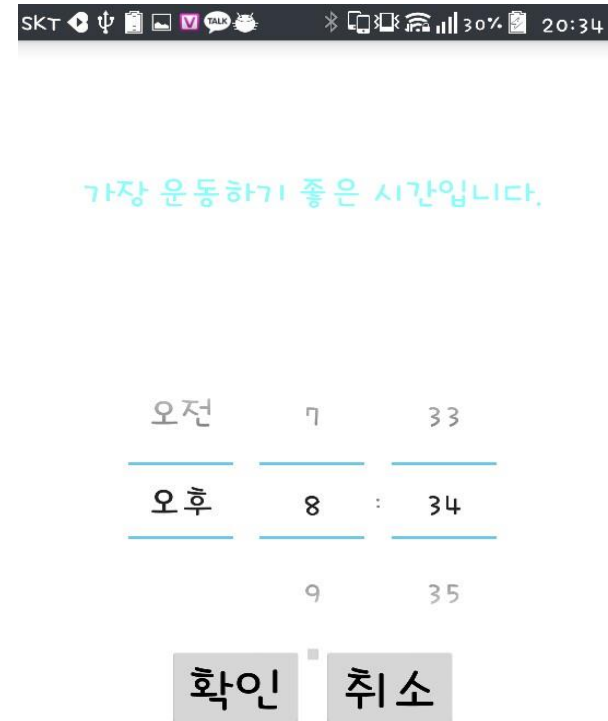 SKT TALK 30% 20:34
가장 운동하기 좋은 시간입니다.
오전 7 33
오후 8 : 34
9 35
확인 취소